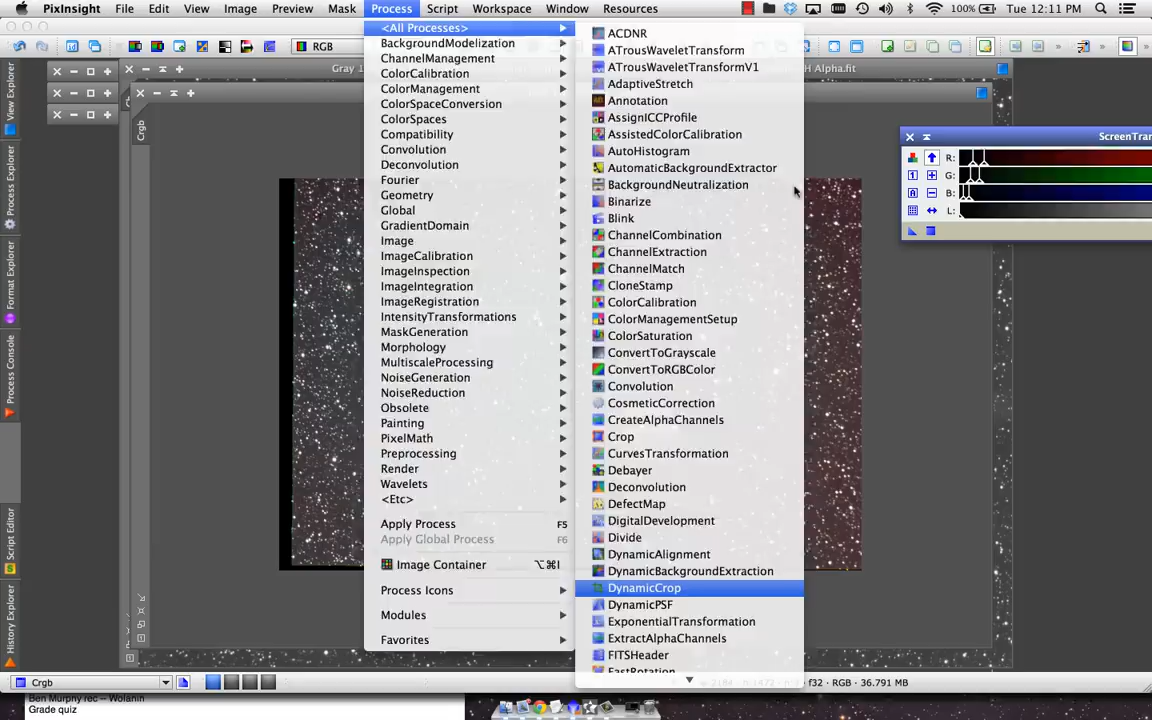 PixInsight File Edit View Image Preview Mask Process Script Workspace Window Resources 100% Tue 12:11 PM
RGB
Gray
H Alpha.fit
Crgb
View Explorer
Process Explorer
Format Explorer
Process Console
Script Editor
History Explorer
<All Processes>
BackgroundModelization
ChannelManagement
ColorCalibration
ColorManagement
ColorSpaceConversion
ColorSpaces
Compatibility
Convolution
Deconvolution
Fourier
Geometry
Global
GradientDomain
Image
ImageCalibration
ImageInspection
ImageIntegration
ImageRegistration
IntensityTransformations
MaskGeneration
Morphology
MultiscaleProcessing
NoiseGeneration
NoiseReduction
Obsolete
Painting
PixelMath
Preprocessing
Render
Wavelets
<Etc>
Apply Process F5
Apply Global Process F6
Image Container ⌥⌘I
Process Icons
Modules
Favorites
ACDNR
ATrousWaveletTransform
ATrousWaveletTransformV1
AdaptiveStretch
Annotation
AssignICCProfile
AssistedColorCalibration
AutoHistogram
AutomaticBackgroundExtractor
BackgroundNeutralization
Binarize
Blink
ChannelCombination
ChannelExtraction
ChannelMatch
CloneStamp
ColorCalibration
ColorManagementSetup
ColorSaturation
ConvertToGrayscale
ConvertToRGBColor
Convolution
CosmeticCorrection
CreateAlphaChannels
Crop
CurvesTransformation
Debayer
Deconvolution
DefectMap
DigitalDevelopment
Divide
DynamicAlignment
DynamicBackgroundExtraction
DynamicCrop
DynamicPSF
ExponentialTransformation
ExtractAlphaChannels
FITSHeader
FastRotation
ScreenTran
R:
G:
B:
L:
Crgb
f32 · RGB · 36.791 MB
Ben Murphy rec -- Wolanin
Grade quiz